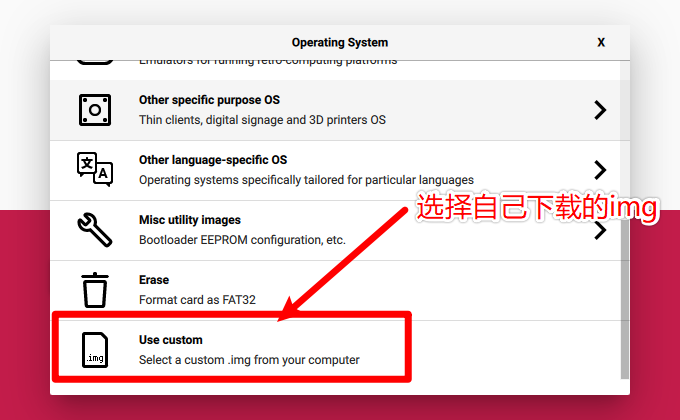 Operating System
X
Emulators for running retro-computing platforms
Other specific purpose OS
Thin clients, digital signage and 3D printers OS
Other language-specific OS
Operating systems specifically tailored for particular languages
选择自己下载的img
Misc utility images
Bootloader EEPROM configuration, etc.
Erase
Format card as FAT32
Use custom
Select a custom .img from your computer
.img
文
A